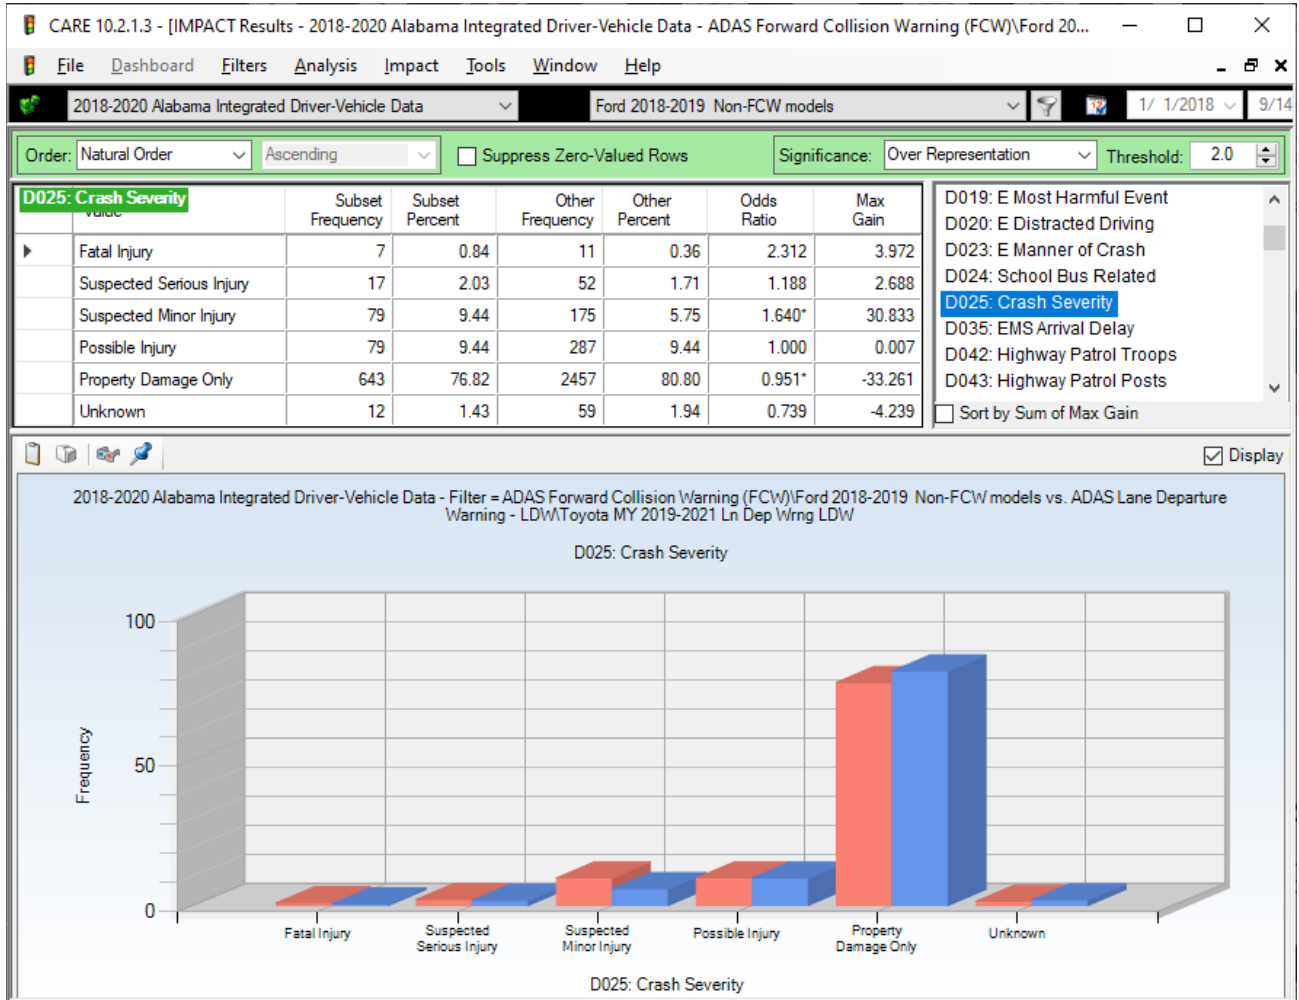 CARE 10.2.1.3 - [IMPACT Results - 2018-2020 Alabama Integrated Driver-Vehicle Data - ADAS Forward Collision Warning (FCW)\Ford 20...
File Dashboard Filters Analysis Impact Tools Window Help
2018-2020 Alabama Integrated Driver-Vehicle Data Ford 2018-2019 Non-FCW models 1/ 1/2018 9/14
Order: Natural Order Ascending Suppress Zero-Valued Rows Significance: Over Representation Threshold: 2.0
D025: Crash Severity
Subset Frequency Subset Percent Other Frequency Other Percent Odds Ratio Max Gain
Fatal Injury 7 0.84 11 0.36 2.312 3.972
Suspected Serious Injury 17 2.03 52 1.71 1.188 2.688
Suspected Minor Injury 79 9.44 175 5.75 1.640* 30.833
Possible Injury 79 9.44 287 9.44 1.000 0.007
Property Damage Only 643 76.82 2457 80.80 0.951* -33.261
Unknown 12 1.43 59 1.94 0.739 -4.239
D019: E Most Harmful Event
D020: E Distracted Driving
D023: E Manner of Crash
D024: School Bus Related
D025: Crash Severity
D035: EMS Arrival Delay
D042: Highway Patrol Troops
D043: Highway Patrol Posts
Sort by Sum of Max Gain
Display
2018-2020 Alabama Integrated Driver-Vehicle Data - Filter = ADAS Forward Collision Warning (FCW)\Ford 2018-2019 Non-FCW models vs. ADAS Lane Departure
Warning - LDW\Toyota MY 2019-2021 Ln Dep Wrng LDW
D025: Crash Severity
100
50
0
Frequency
Fatal Injury
Suspected
Serious Injury
Suspected
Minor Injury
Possible Injury
Property
Damage Only
Unknown
D025: Crash Severity